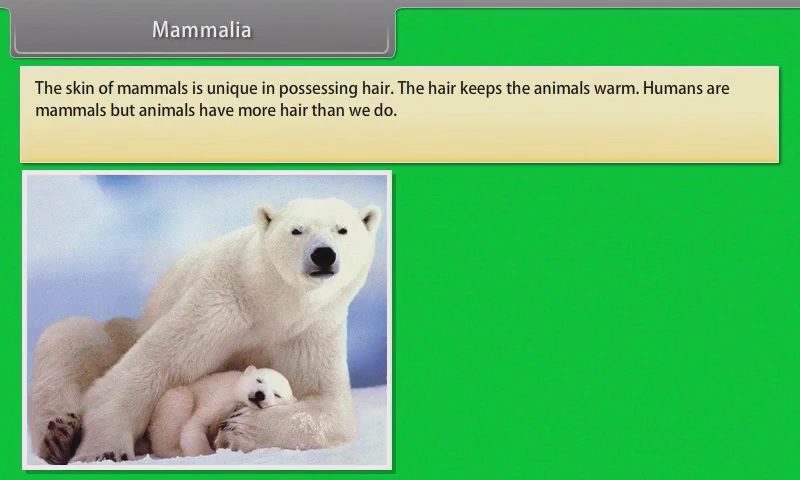 Mammalia
The skin of mammals is unique in possessing hair. The hair keeps the animals warm. Humans are
mammals but animals have more hair than we do.